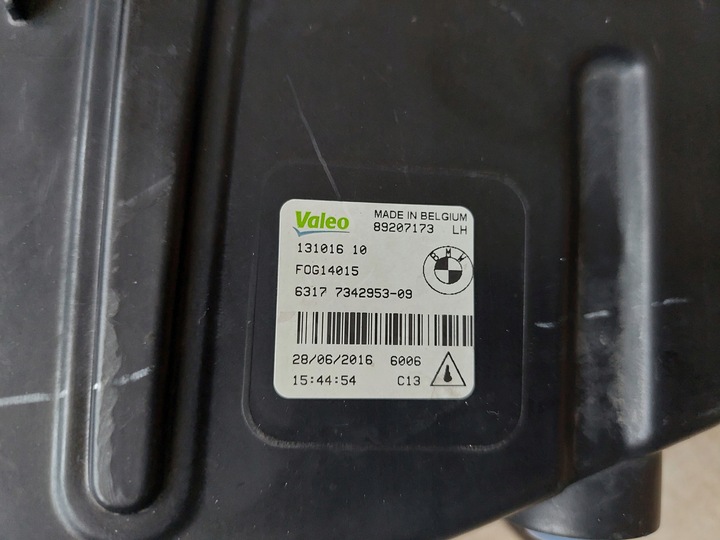 Valeo MADE IN BELGIUM
89207173 LH
131016 10
BMW
FOG14015
6317 7342953-09
28/06/2016 6006
15:44:54 C13